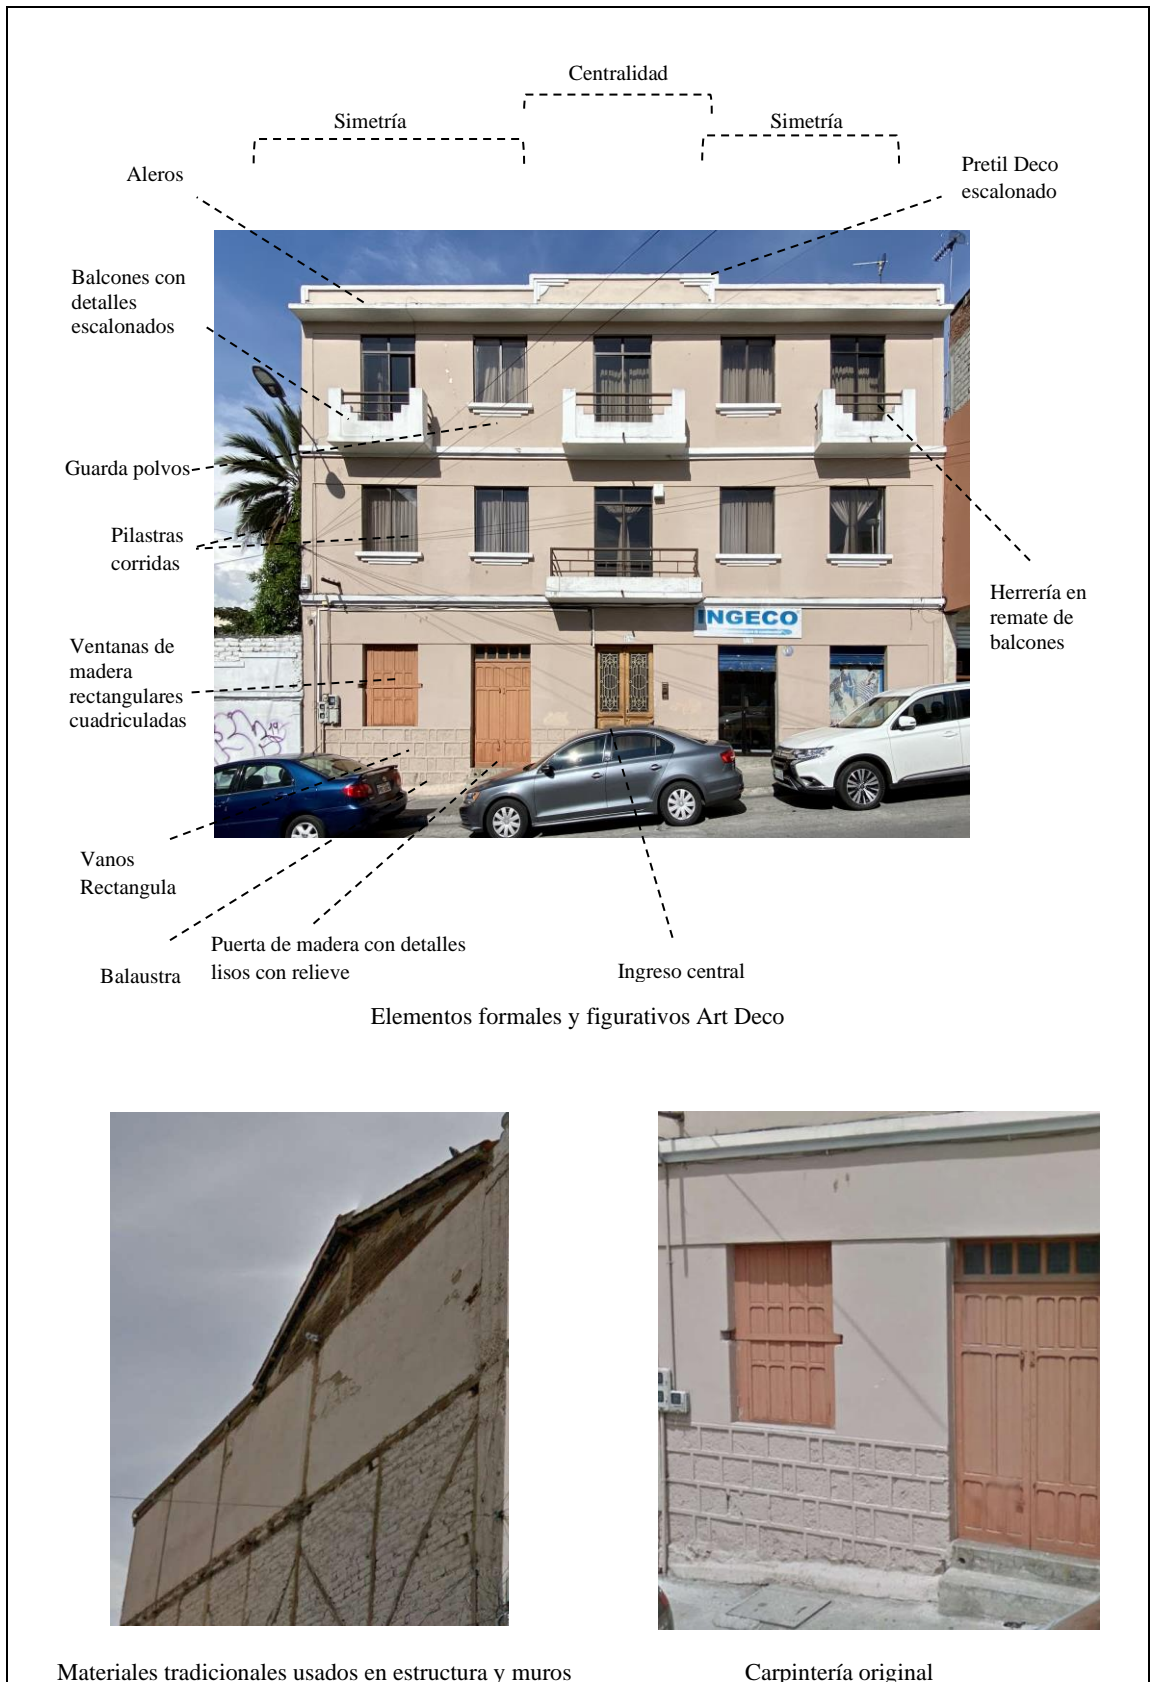 Centralidad
Simetría
Simetría
Aleros
Pretil Deco
escalonado
Balcones con
detalles
escalonados
Guarda polvos
Pilastras
corridas
Herrería en
remate de
balcones
Ventanas de
madera
rectangulares
cuadriculadas
INGECO
Vanos
Rectangula
Balaustra
Puerta de madera con detalles
lisos con relieve
Ingreso central
Elementos formales y figurativos Art Deco
Materiales tradicionales usados en estructura y muros
Carpintería original